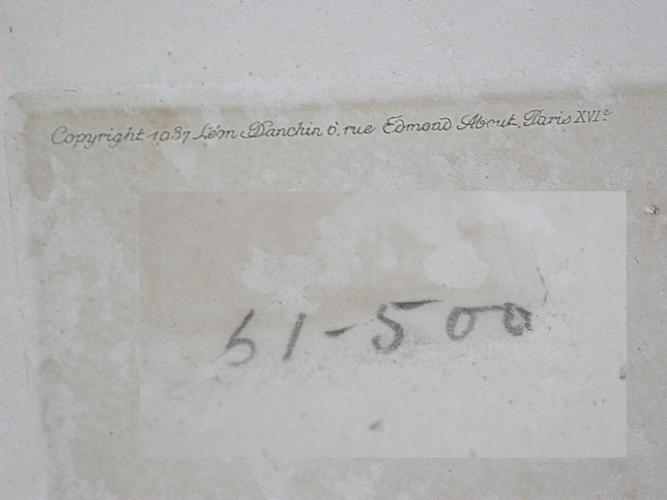 Copyright 1937 Léon Danchin 6, rue Edmond About, Paris XVIe
61-500